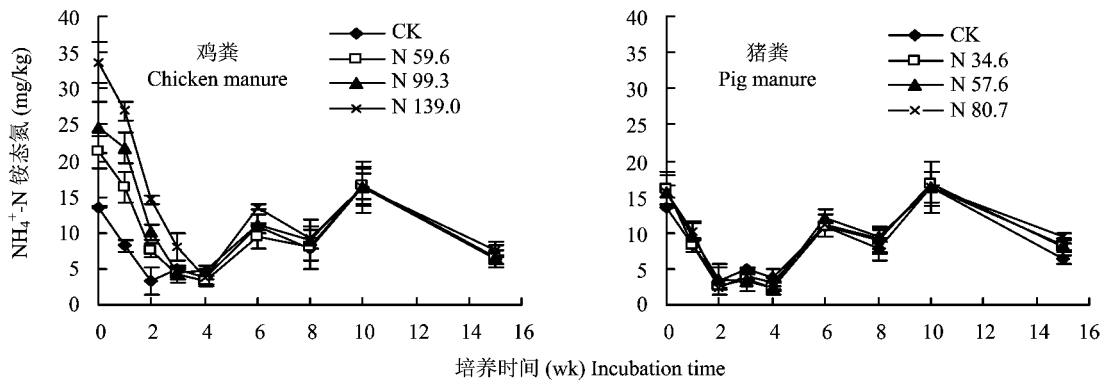 NH₄⁺-N 铵态氮 (mg/kg)
40
35
30
25
20
15
10
5
0
鸡粪
Chicken manure
CK
N 59.6
N 99.3
N 139.0
0 2 4 6 8 10 12 14 16
40
35
30
25
20
15
10
5
0
猪粪
Pig manure
CK
N 34.6
N 57.6
N 80.7
0 2 4 6 8 10 12 14 16
培养时间 (wk) Incubation time